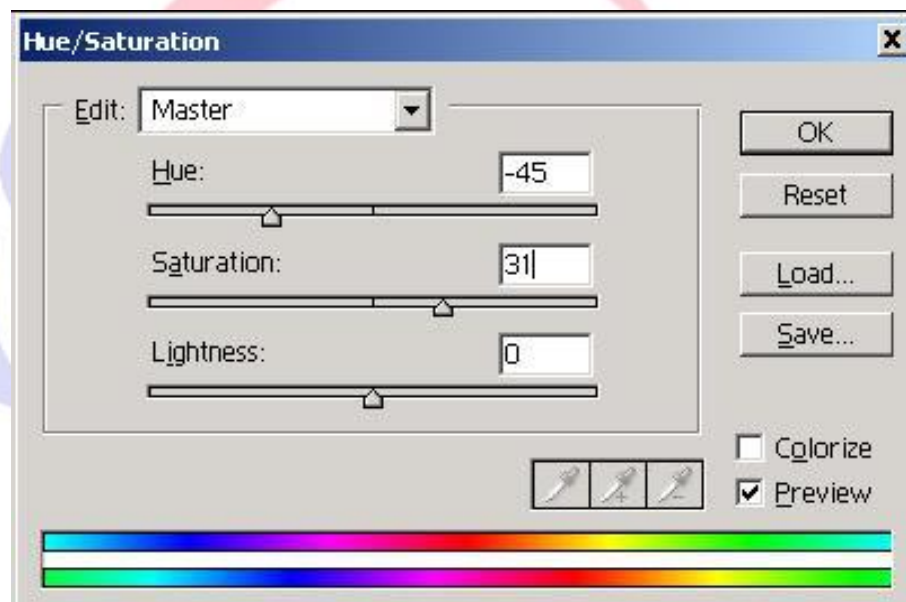 Hue/Saturation
Edit: Master
OK
Hue: -45
Reset
Saturation: 31
Load...
Lightness: 0
Save...
Colorize
Preview